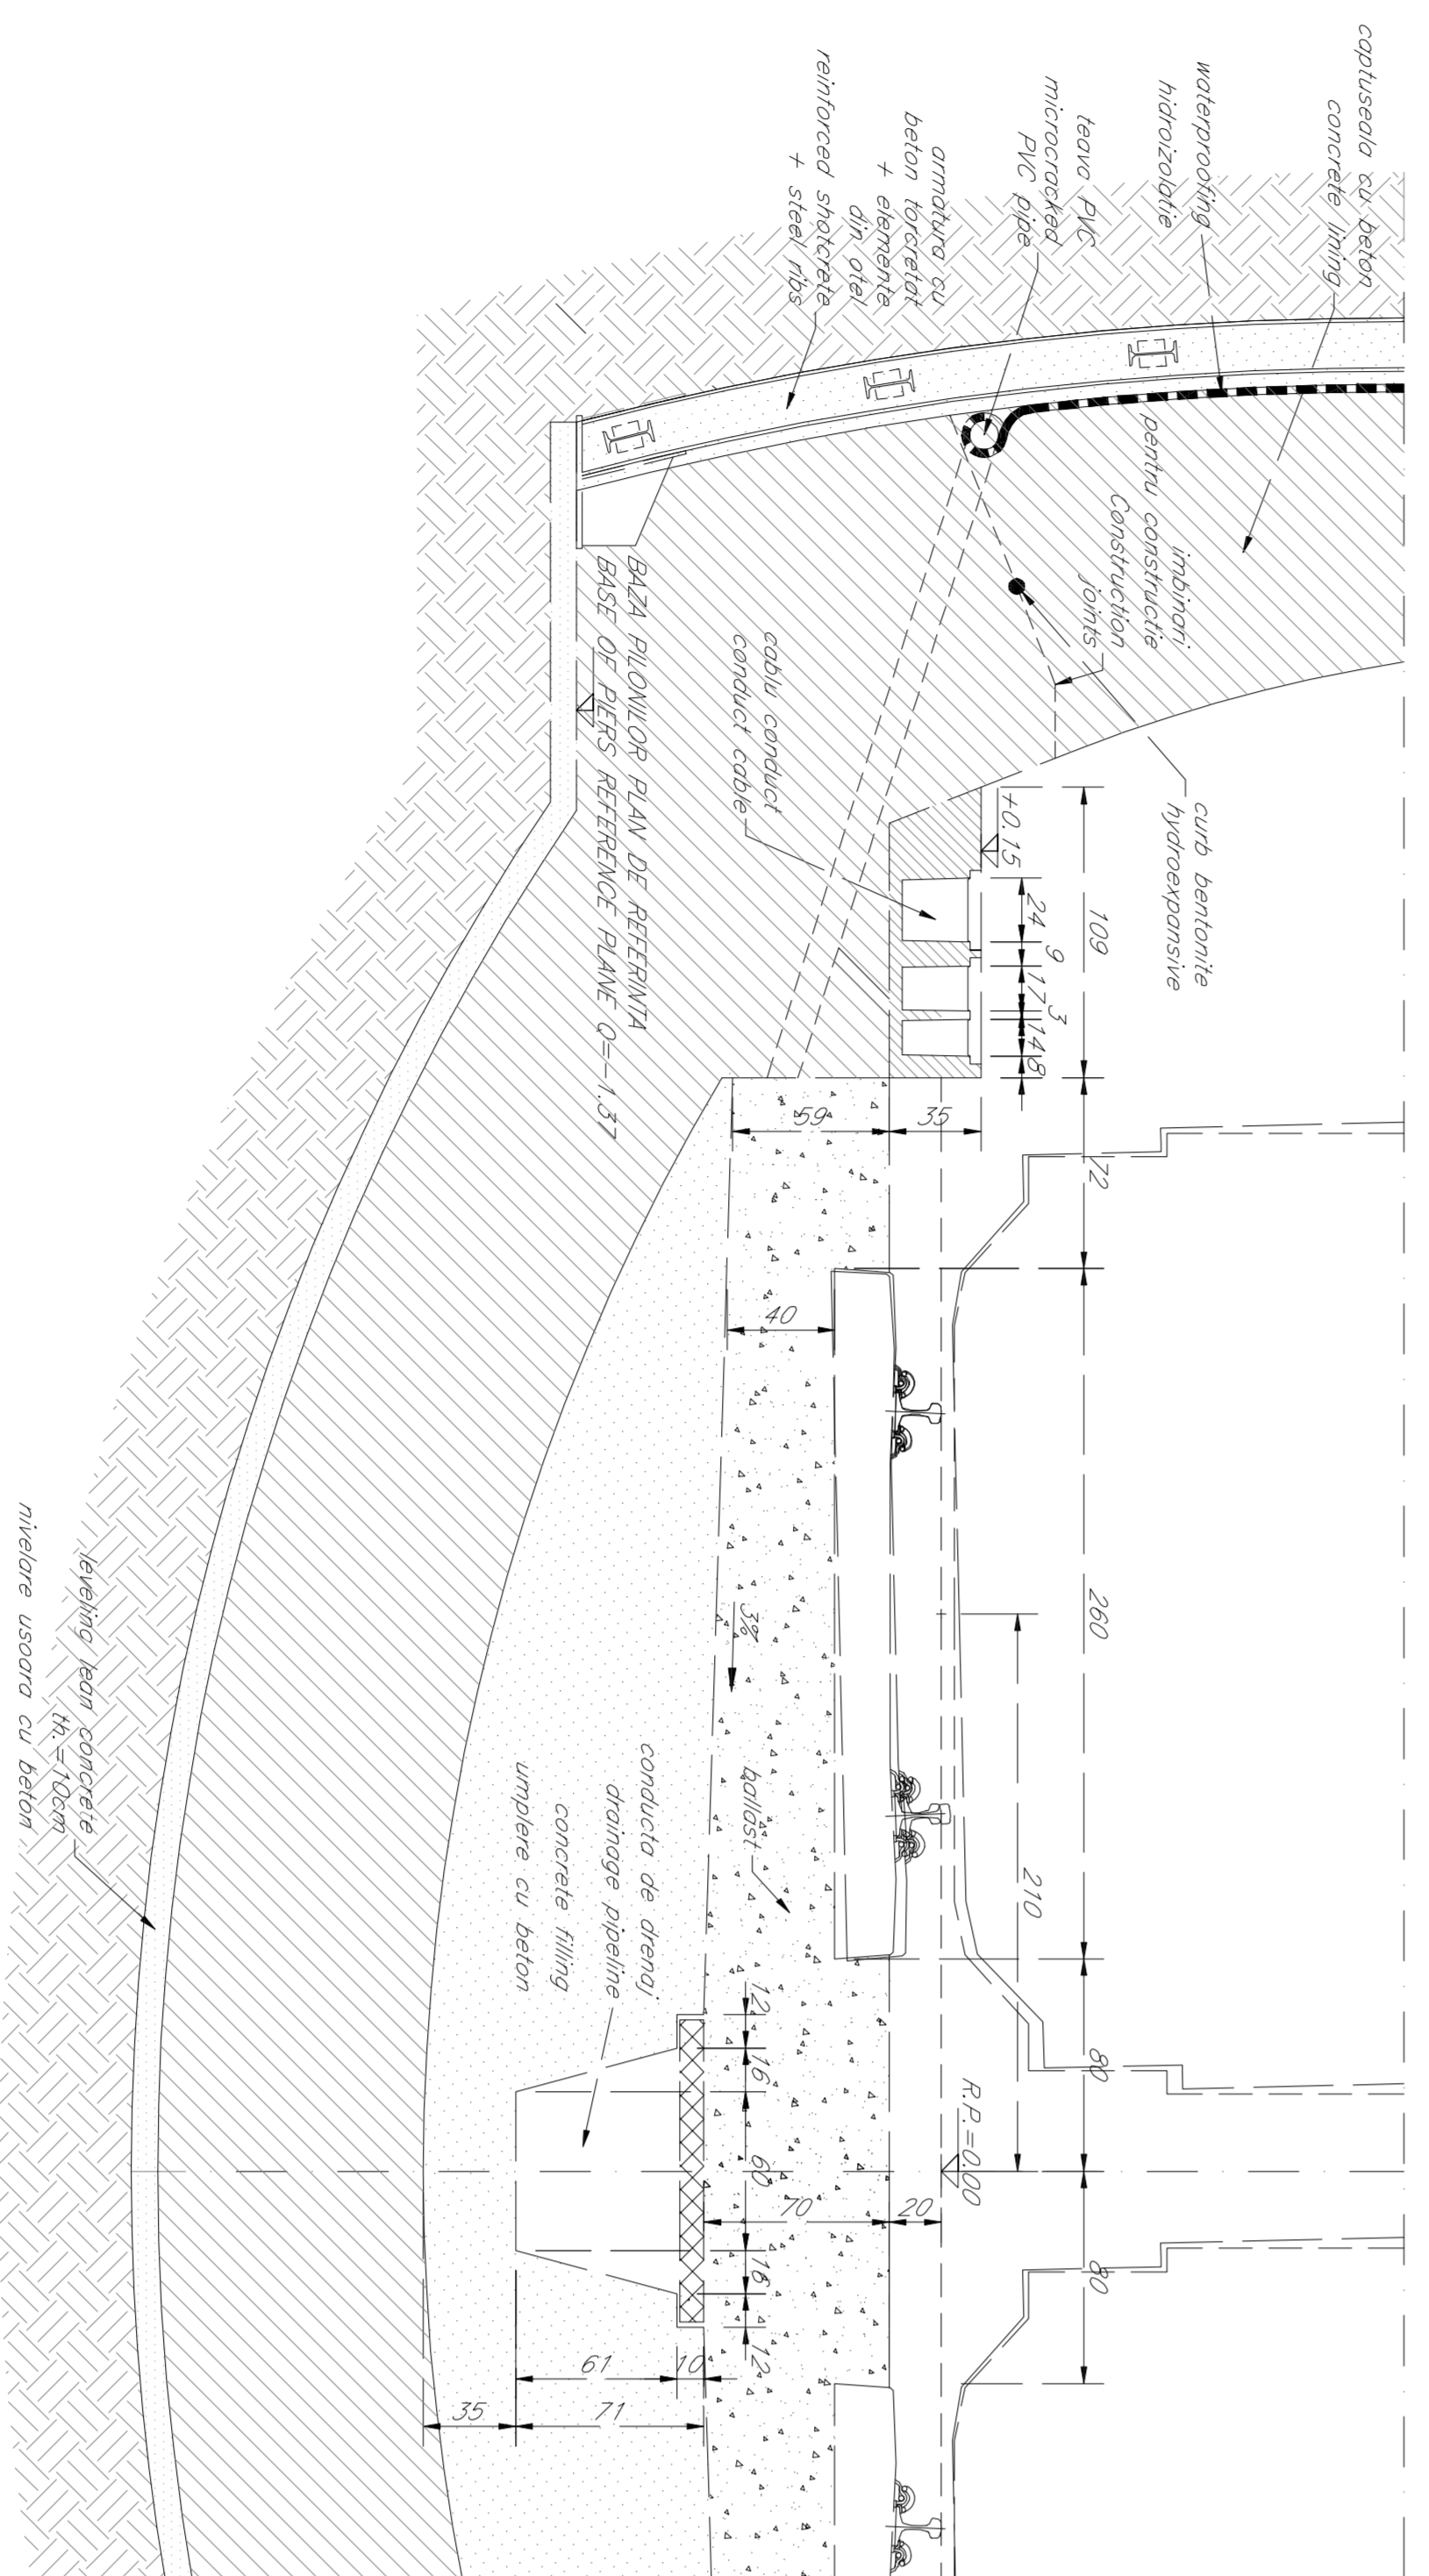 captuseala cu beton
concrete lining
waterproofing
hidroizolatie
teava PVC
microcracked
PVC pipe
armatura cu
beton torcretat
+ elemente
din otel
reinforced shotcrete
+ steel ribs
imbinari
pentru constructie
Construction
joints
curb bentonite
hydroexpansive
cablu conduct
conduct cable
BAZA PILONILOR PLAN DE REFERINTA
BASE OF PIERS REFERENCE PLANE Q=-1.37
+0.15
109
24
9
17
3
14
8
72
260
80
80
210
R.P.=0.00
59
35
40
3%
ballast
conducta de drenaj
drainage pipeline
concrete filling
umplere cu beton
12
16
60
16
12
70
20
61
10
35
71
leveling lean concrete
th.=10cm
nivelare usoara cu beton